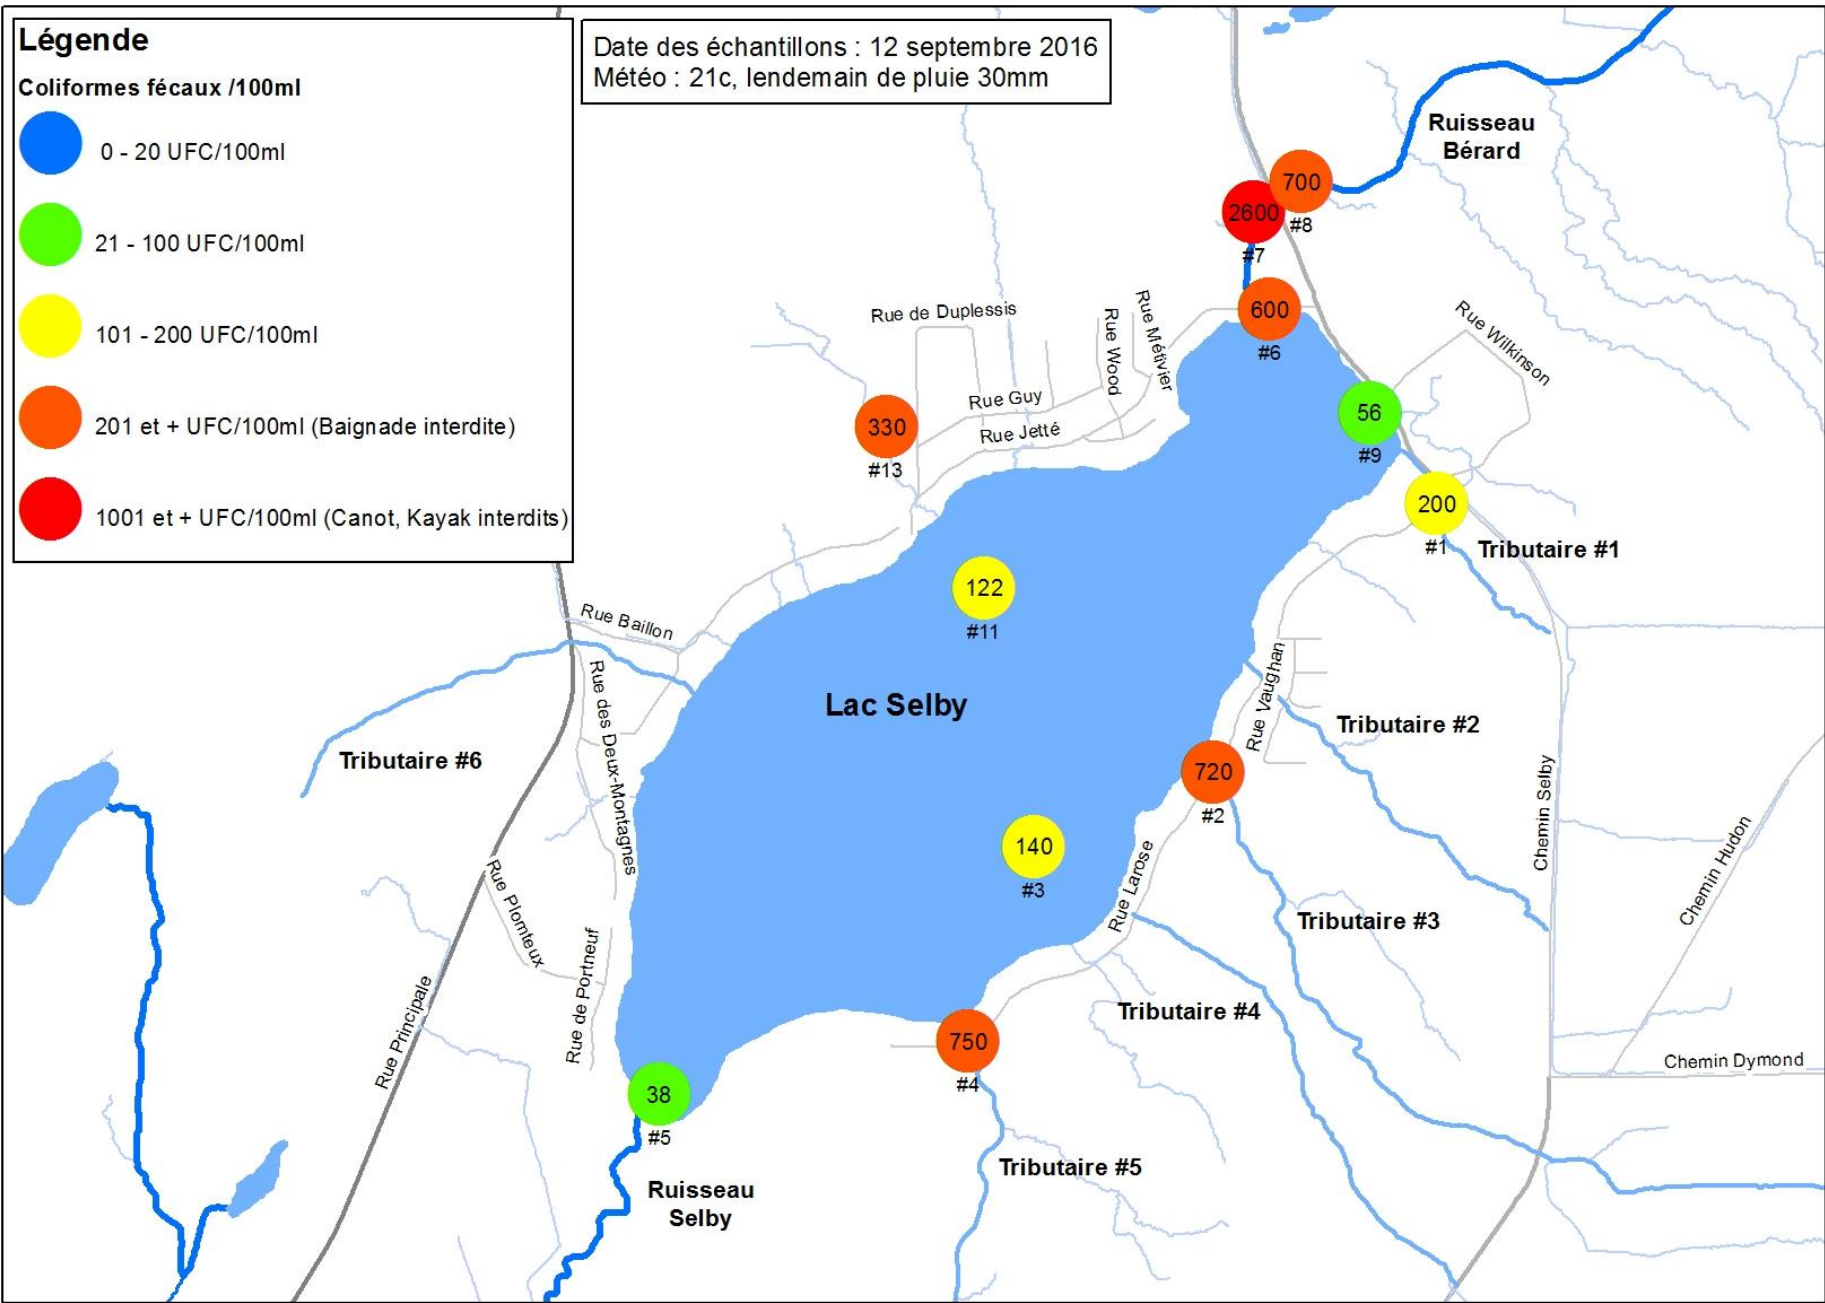 Légende
Coliformes fécaux /100ml
0 - 20 UFC/100ml
21 - 100 UFC/100ml
101 - 200 UFC/100ml
201 et + UFC/100ml (Baignade interdite)
1001 et + UFC/100ml (Canot, Kayak interdits)
Date des échantillons : 12 septembre 2016
Météo : 21c, lendemain de pluie 30mm
Ruisseau
Bérard
700
#8
2600
#7
600
#6
Rue de Duplessis
Rue Wood
Rue Métivier
Rue Wilkinson
Rue Guy
Rue Jetté
330
#13
56
#9
200
#1
Tributaire #1
122
#11
Rue Baillon
Rue des Deux-Montagnes
Lac Selby
Rue Vaughan
Tributaire #2
Tributaire #6
720
#2
Chemin Selby
Chemin Hudon
140
#3
Rue Larose
Rue Plomteux
Tributaire #3
Rue de Portneuf
Rue Principale
Tributaire #4
750
#4
Chemin Dymond
38
#5
Tributaire #5
Ruisseau
Selby